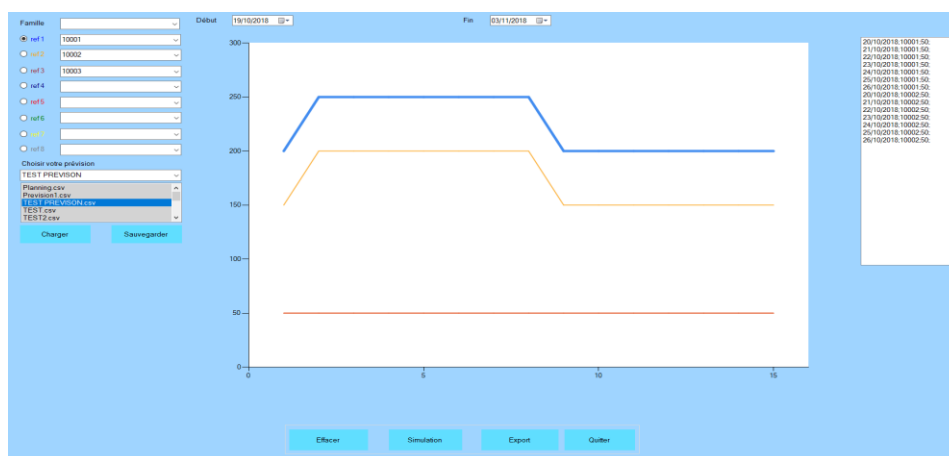 Famille
Début 19/10/2018
Fin 03/11/2018
ref1 10001
ref2 10002
ref3 10003
ref4
ref5
ref6
ref7
ref8
Choisir votre prévision
TEST PREVISON
Planning.csv
Prevision1.csv
TEST PREVISON.csv
TEST.csv
TEST2.csv
Charger Sauvegarder
300
250
200
150
100
50
0
0 5 10 15
20/10/2018;10001;50;
21/10/2018;10001;50;
22/10/2018;10001;50;
23/10/2018;10001;50;
24/10/2018;10001;50;
25/10/2018;10001;50;
26/10/2018;10001;50;
20/10/2018;10002;50;
21/10/2018;10002;50;
22/10/2018;10002;50;
23/10/2018;10002;50;
24/10/2018;10002;50;
25/10/2018;10002;50;
26/10/2018;10002;50;
Effacer Simulation Export Quitter